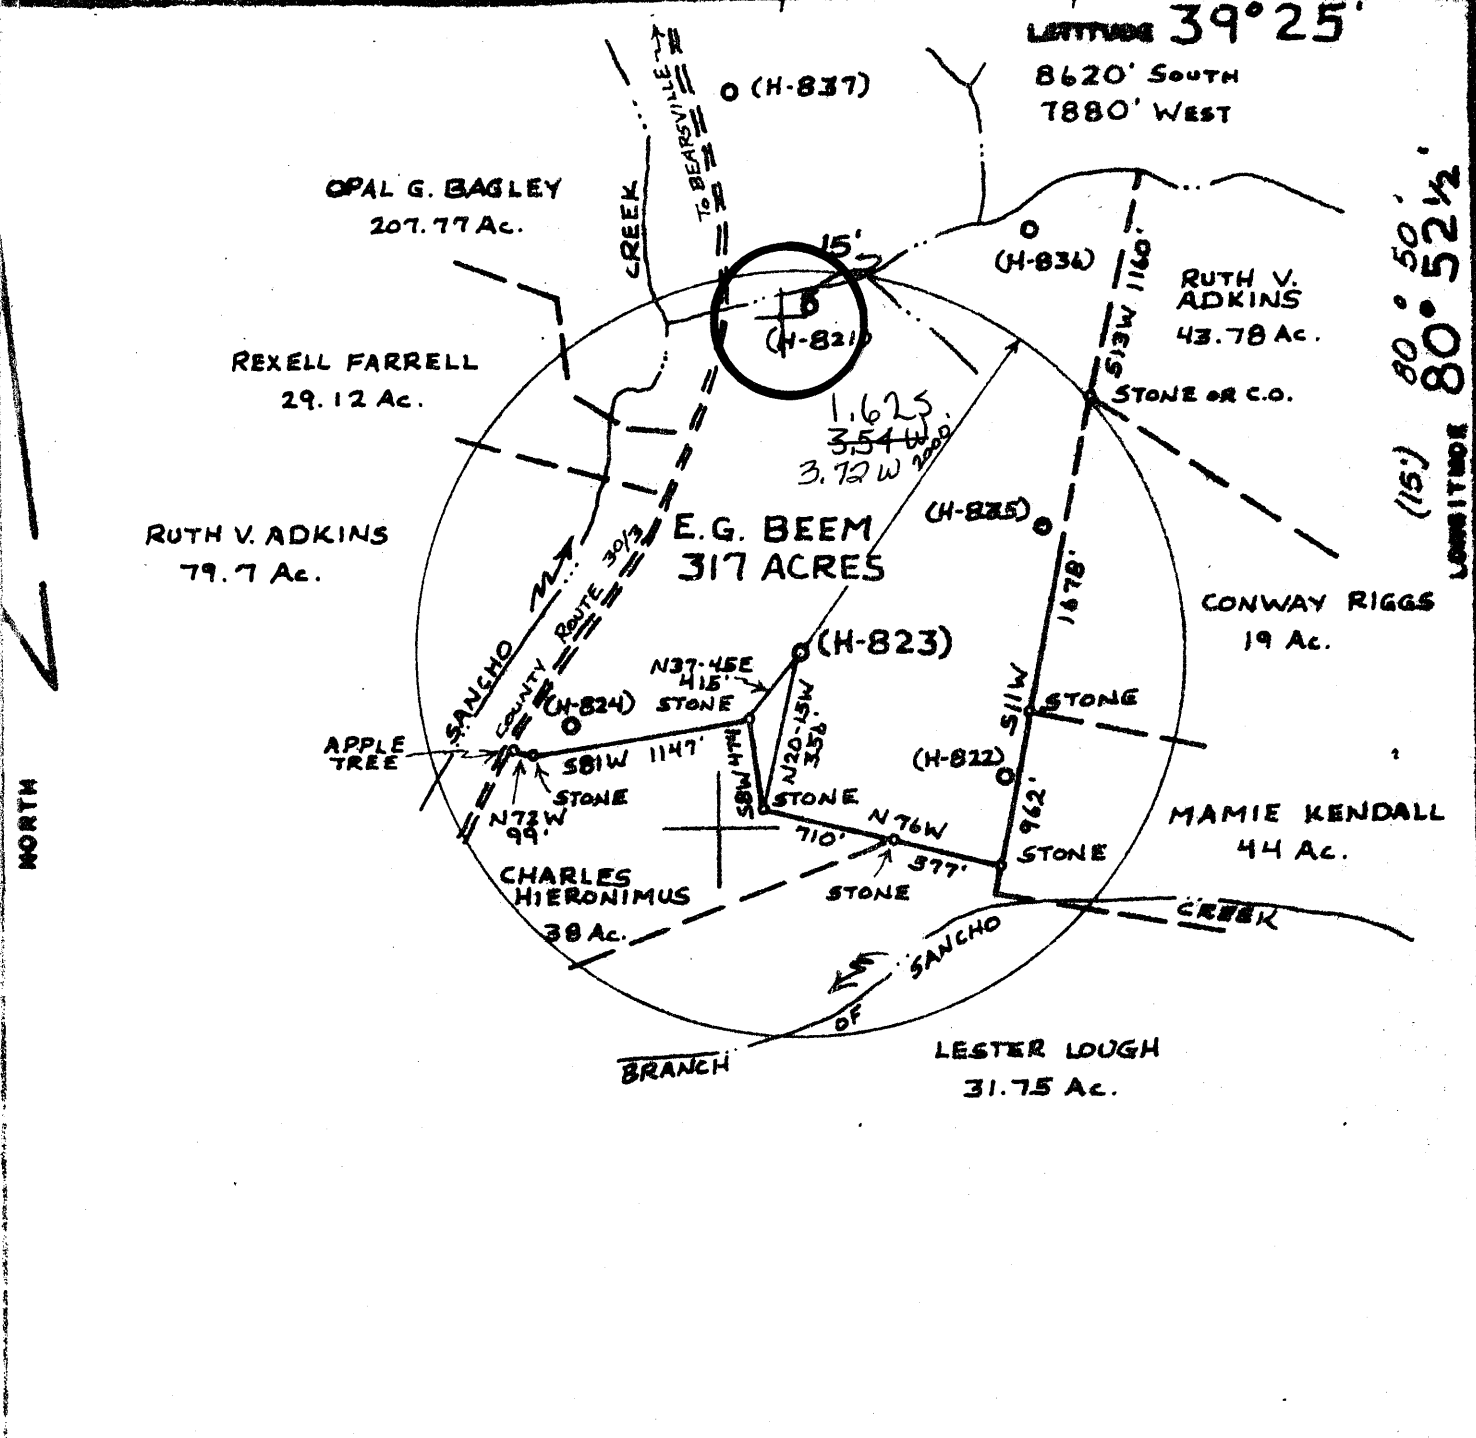 LATITUDE 39°25'
8620' SOUTH
7880' WEST
(H-837)
TO BEARSVILLE
OPAL G. BAGLEY
207.77 Ac.
CREEK
15'
(H-836)
S13W 1160'
RUTH V.
ADKINS
43.78 Ac.
80° 50'
80° 52½'
(15')
LONGITUDE
(H-821)
REXELL FARRELL
29.12 Ac.
STONE OR C.O.
1.62S
3.54 W
3.72 W
2000'
(H-835)
RUTH V. ADKINS
79.7 Ac.
E.G. BEEM
317 ACRES
1678'
CONWAY RIGGS
19 Ac.
SANCHO
COUNTY ROUTE 30/3
(H-823)
N37-45E
415'
STONE
(H-824)
N20-15W
356'
S11W
STONE
APPLE
TREE
S81W 1147'
S8W 474'
(H-822)
STONE
N72W
99'
STONE
710'
N76W
962'
MAMIE KENDALL
44 Ac.
NORTH
577'
STONE
STONE
CHARLES
HIERONIMUS
38 Ac.
BRANCH OF SANCHO CREEK
LESTER LOUGH
31.75 Ac.